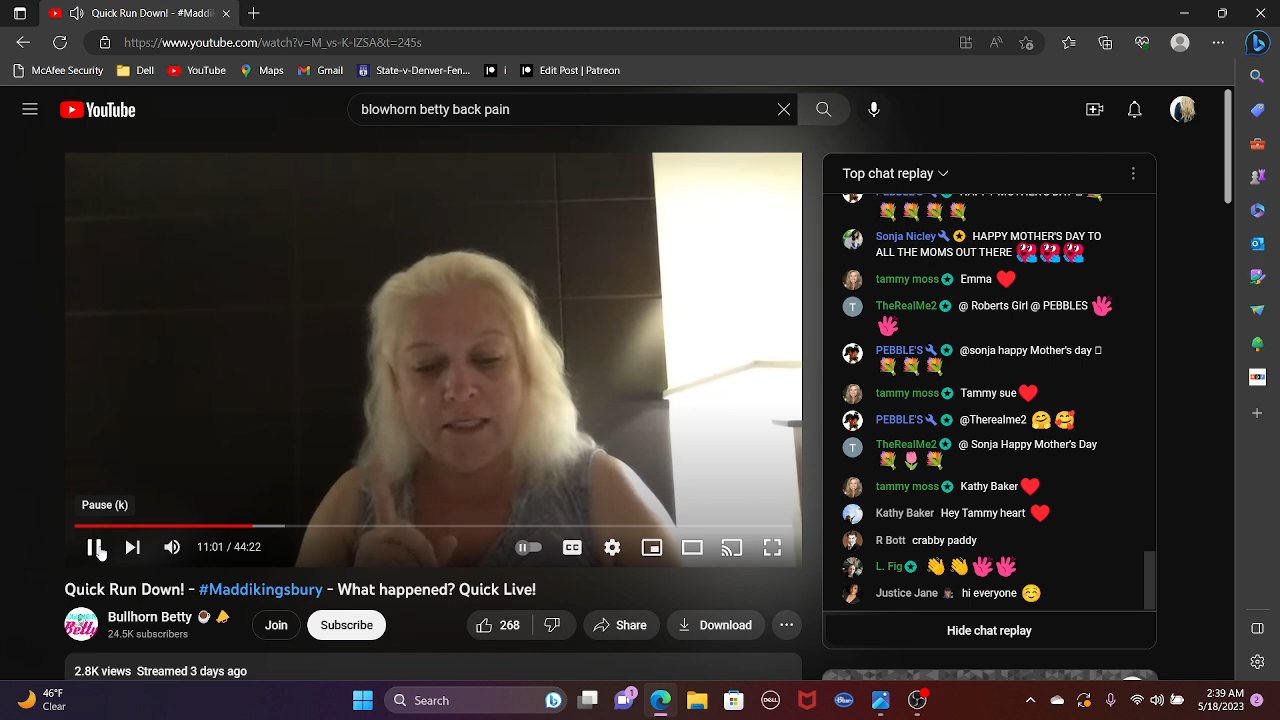 Quick Run Down! - #Maddi
https://www.youtube.com/watch?v=M_vs-K-IZSA&t=245s
McAfee Security Dell YouTube Maps Gmail State-v-Denver-Fen... i Edit Post | Patreon
YouTube
blowhorn betty back pain
Top chat replay
Sonja Nicley HAPPY MOTHER'S DAY TO
ALL THE MOMS OUT THERE
tammy moss Emma
TheRealMe2 @ Roberts Girl @ PEBBLES
PEBBLE'S @sonja happy Mother's day
tammy moss Tammy sue
PEBBLE'S @Therealme2
TheRealMe2 @ Sonja Happy Mother's Day
tammy moss Kathy Baker
Kathy Baker Hey Tammy heart
R Bott crabby paddy
L. Fig
Justice Jane hi everyone
Hide chat replay
Pause (k)
11:01 / 44:22
CC
Quick Run Down! - #Maddikingsbury - What happened? Quick Live!
Bullhorn Betty
24.5K subscribers
Join
Subscribe
268
Share
Download
2.8K views Streamed 3 days ago
46°F
Clear
Search
DELL
1
2:39 AM
5/18/2023
2